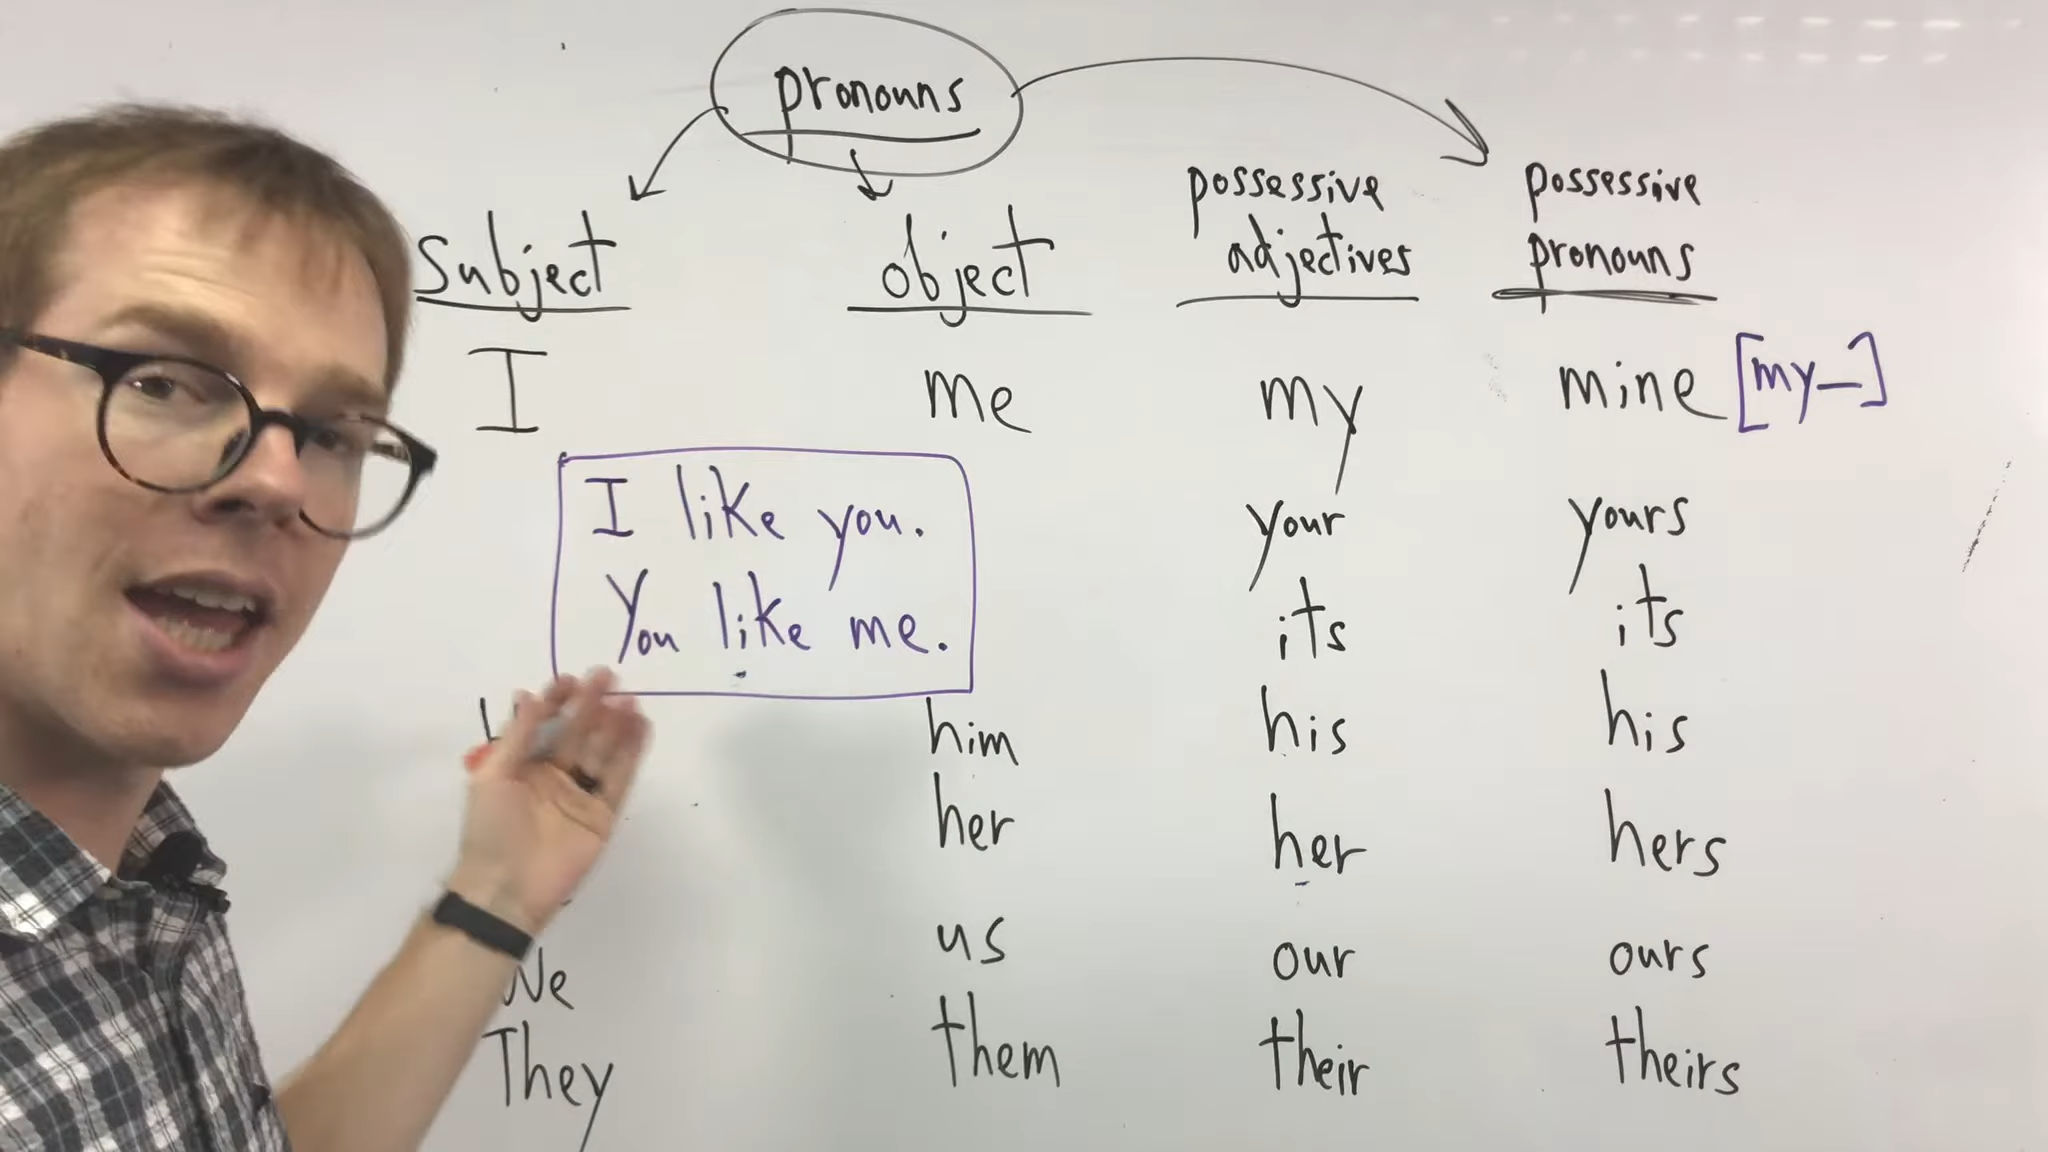 pronouns
Subject object possessive adjectives possessive pronouns
I me my mine [my_]
I like you.
You like me.
your yours
its its
him his his
her her hers
We us our ours
They them their theirs